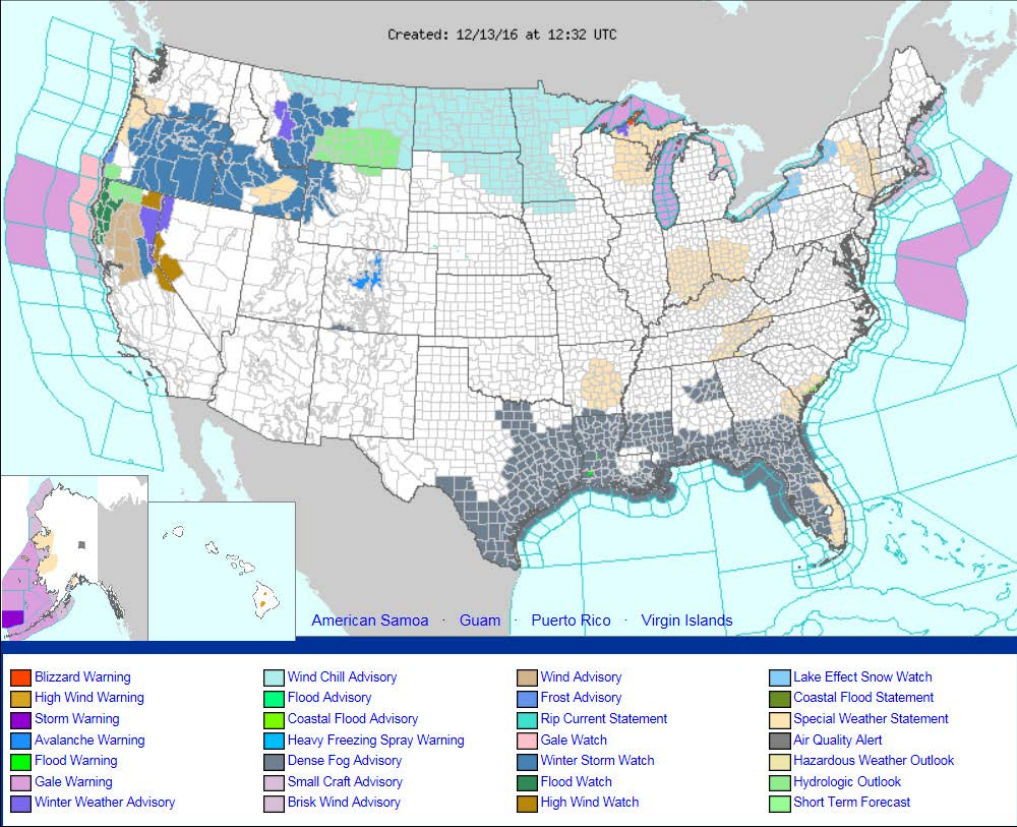 Created: 12/13/16 at 12:32 UTC
American Samoa · Guam · Puerto Rico · Virgin Islands
Blizzard Warning
High Wind Warning
Storm Warning
Avalanche Warning
Flood Warning
Gale Warning
Winter Weather Advisory
Wind Chill Advisory
Flood Advisory
Coastal Flood Advisory
Heavy Freezing Spray Warning
Dense Fog Advisory
Small Craft Advisory
Brisk Wind Advisory
Wind Advisory
Frost Advisory
Rip Current Statement
Gale Watch
Winter Storm Watch
Flood Watch
High Wind Watch
Lake Effect Snow Watch
Coastal Flood Statement
Special Weather Statement
Air Quality Alert
Hazardous Weather Outlook
Hydrologic Outlook
Short Term Forecast